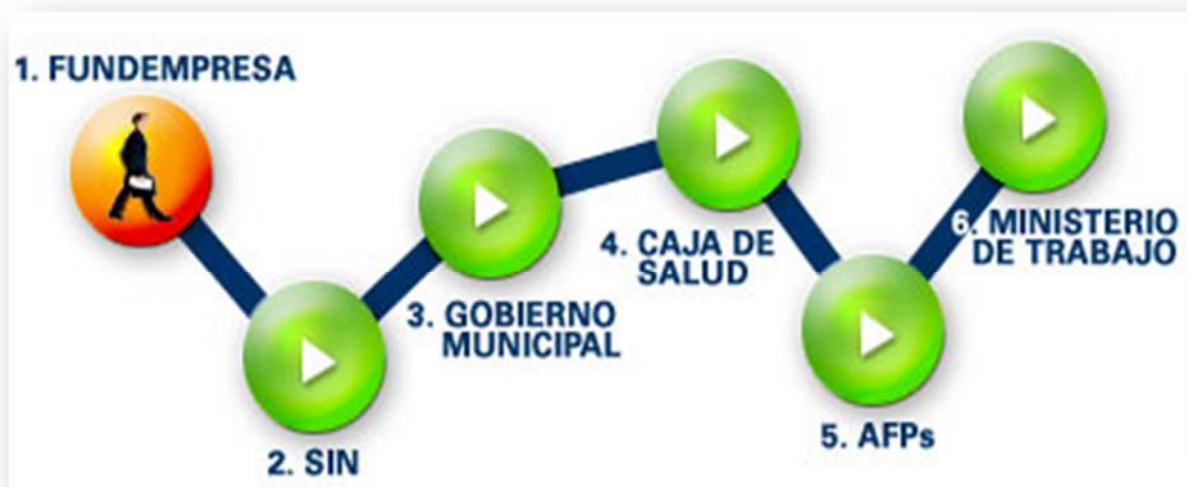 1. FUNDEMPRESA
2. SIN
3. GOBIERNO
MUNICIPAL
4. CAJA DE
SALUD
5. AFPs
6. MINISTERIO
DE TRABAJO